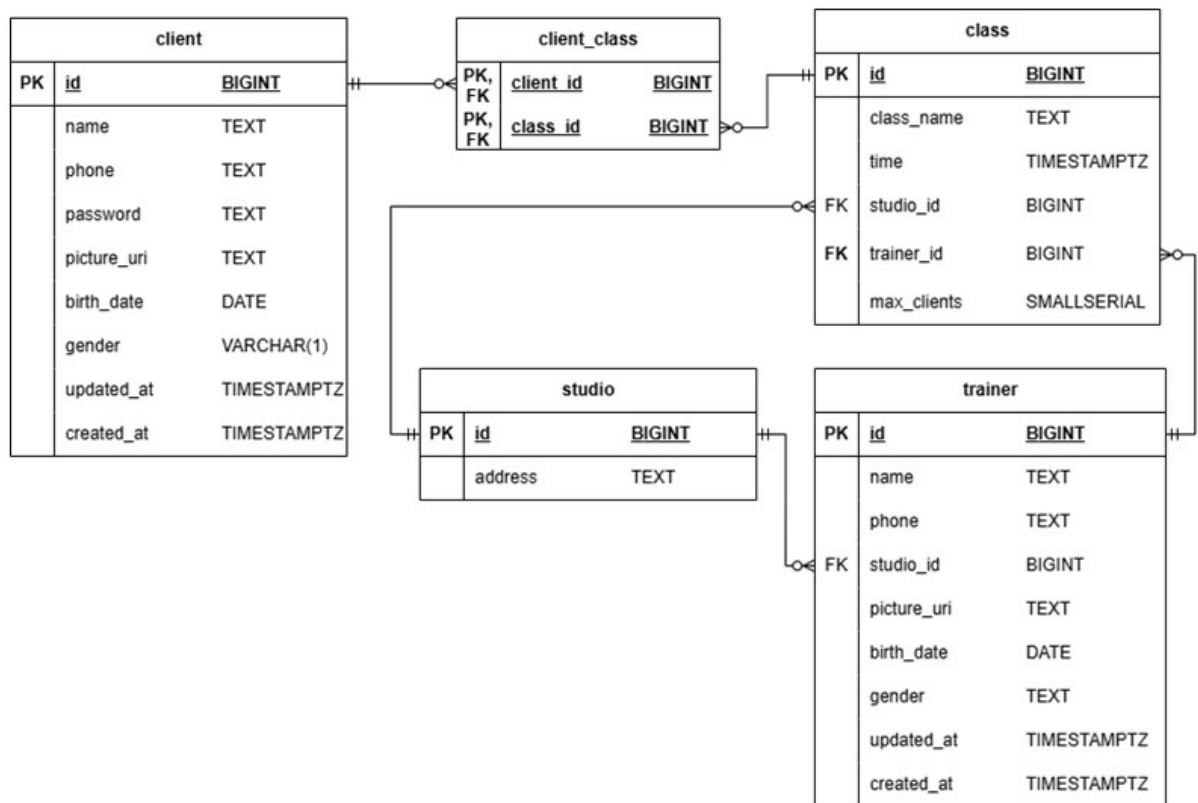 client
PK id BIGINT
name TEXT
phone TEXT
password TEXT
picture_uri TEXT
birth_date DATE
gender VARCHAR(1)
updated_at TIMESTAMPTZ
created_at TIMESTAMPTZ
client_class
PK, FK client_id BIGINT
PK, FK class_id BIGINT
class
PK id BIGINT
class_name TEXT
time TIMESTAMPTZ
FK studio_id BIGINT
FK trainer_id BIGINT
max_clients SMALLSERIAL
studio
PK id BIGINT
address TEXT
trainer
PK id BIGINT
name TEXT
phone TEXT
FK studio_id BIGINT
picture_uri TEXT
birth_date DATE
gender TEXT
updated_at TIMESTAMPTZ
created_at TIMESTAMPTZ